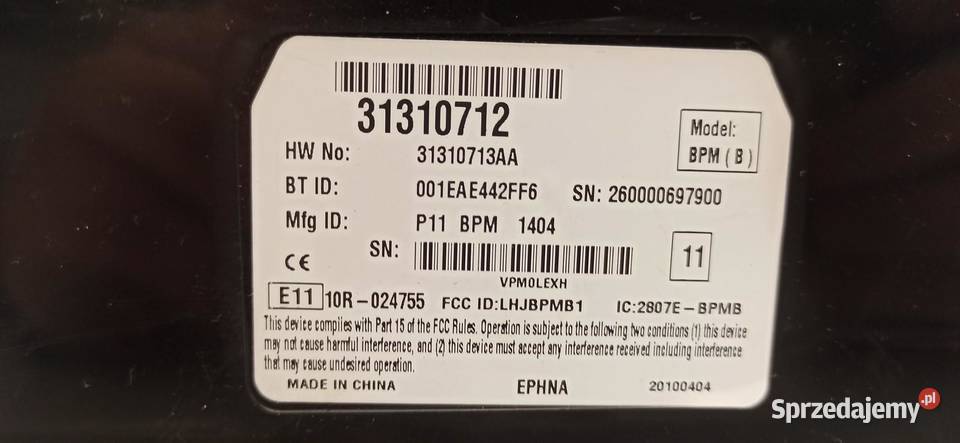 31310712
Model:
BPM ( B )
HW No: 31310713AA
BT ID: 001EAE442FF6 SN: 260000697900
Mfg ID: P11 BPM 1404
SN:
11
VPM0LEXH
CE
E11 10R-024755 FCC ID:LHJBPMB1 IC:2807E-BPMB
This device complies with Part 15 of the FCC Rules. Operation is subject to the following two conditions (1) this device
may not cause harmful interference, and (2) this device must accept any interference received including interference
that may cause undesired operation.
MADE IN CHINA EPHNA 20100404
Sprzedajemy.pl